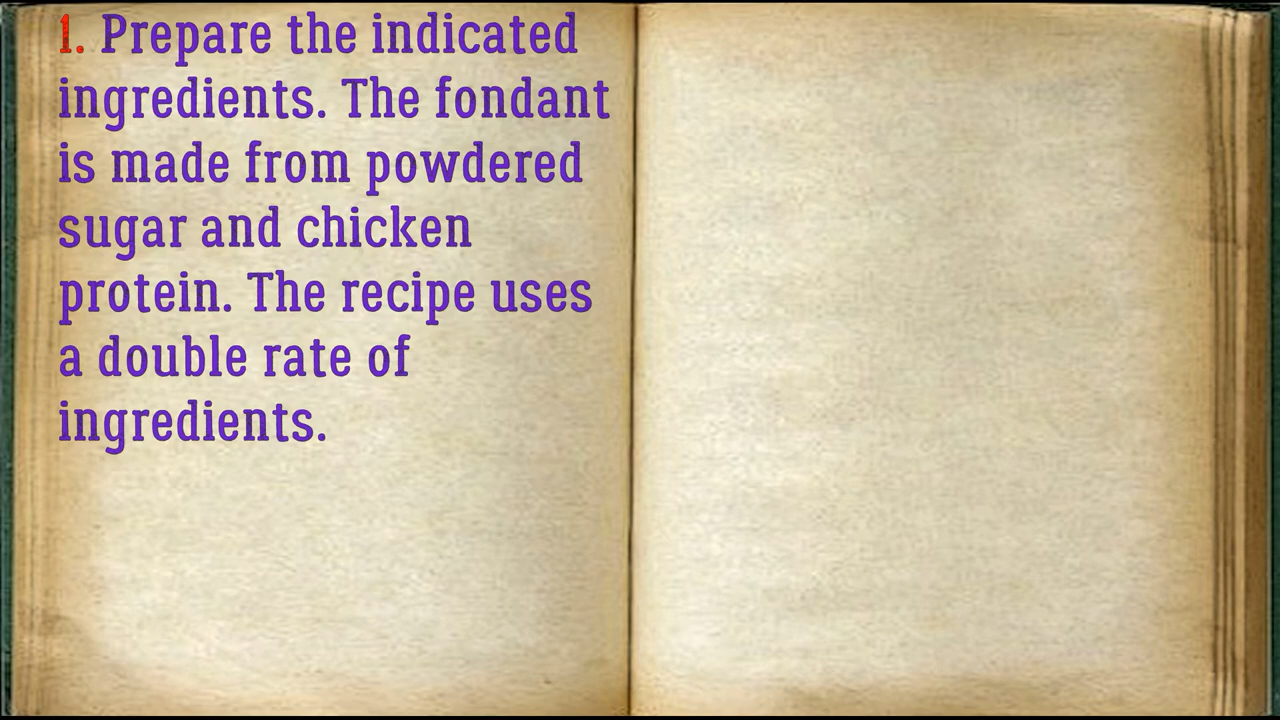 1. Prepare the indicated
ingredients. The fondant
is made from powdered
sugar and chicken
protein. The recipe uses
a double rate of
ingredients.